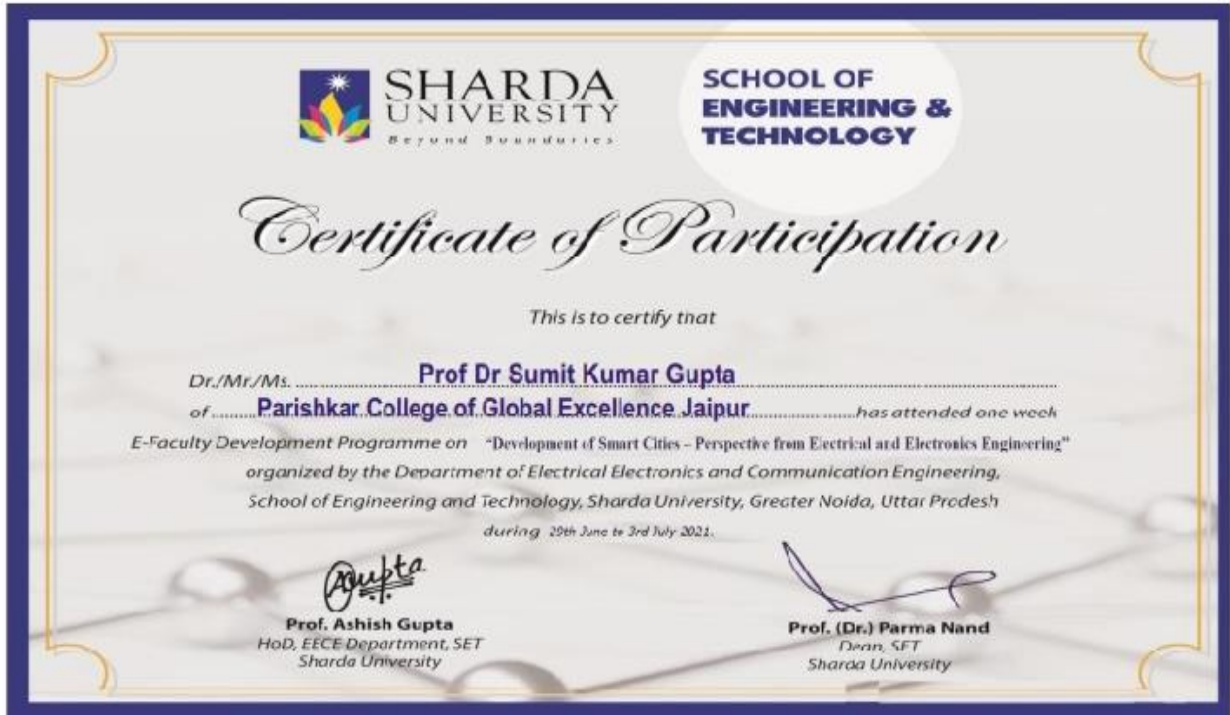 SHARDA
UNIVERSITY
Beyond Boundaries
SCHOOL OF
ENGINEERING &
TECHNOLOGY
Certificate of Participation
This is to certify that
Dr./Mr./Ms. Prof Dr Sumit Kumar Gupta
of Parishkar College of Global Excellence Jaipur has attended one week
E-Faculty Development Programme on "Development of Smart Cities – Perspective from Electrical and Electronics Engineering"
organized by the Department of Electrical Electronics and Communication Engineering,
School of Engineering and Technology, Sharda University, Greater Noida, Uttar Pradesh
during 29th June to 3rd July 2021.
AGupta
Prof. Ashish Gupta
HoD, EECE Department, SET
Sharda University
Prof. (Dr.) Parma Nand
Dean, SET
Sharda University